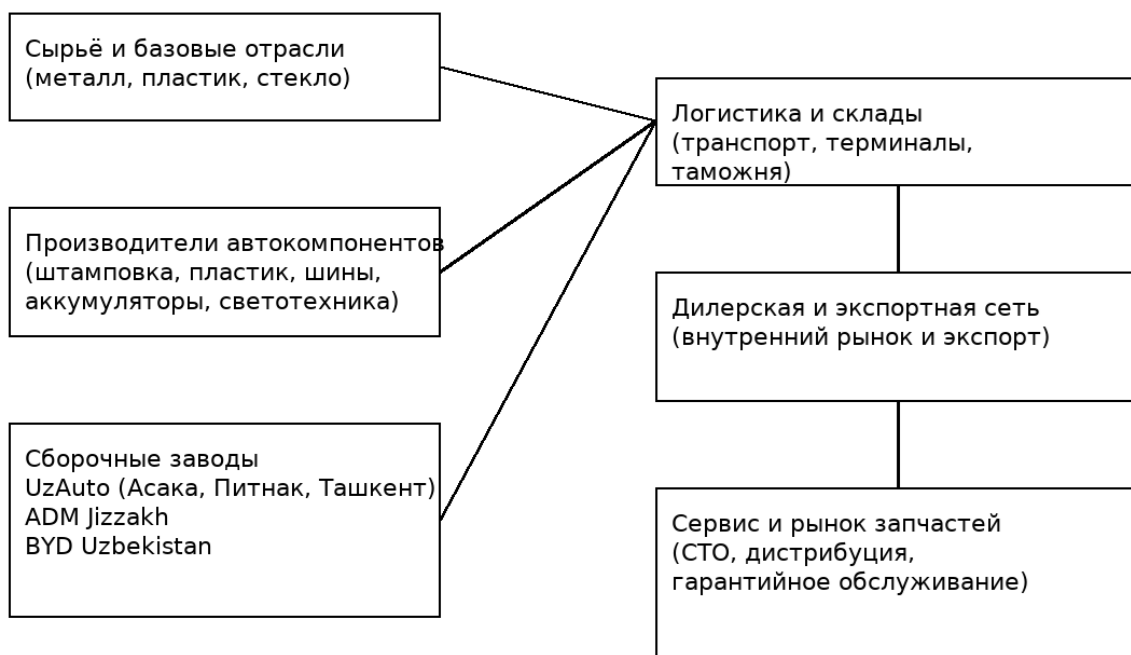 Сырьё и базовые отрасли
(металл, пластик, стекло)
Производители автокомпонентов
(штамповка, пластик, шины,
аккумуляторы, светотехника)
Сборочные заводы
UzAuto (Асака, Питнак, Ташкент)
ADM Jizzakh
BYD Uzbekistan
Логистика и склады
(транспорт, терминалы,
таможня)
Дилерская и экспортная сеть
(внутренний рынок и экспорт)
Сервис и рынок запчастей
(СТО, дистрибуция,
гарантийное обслуживание)